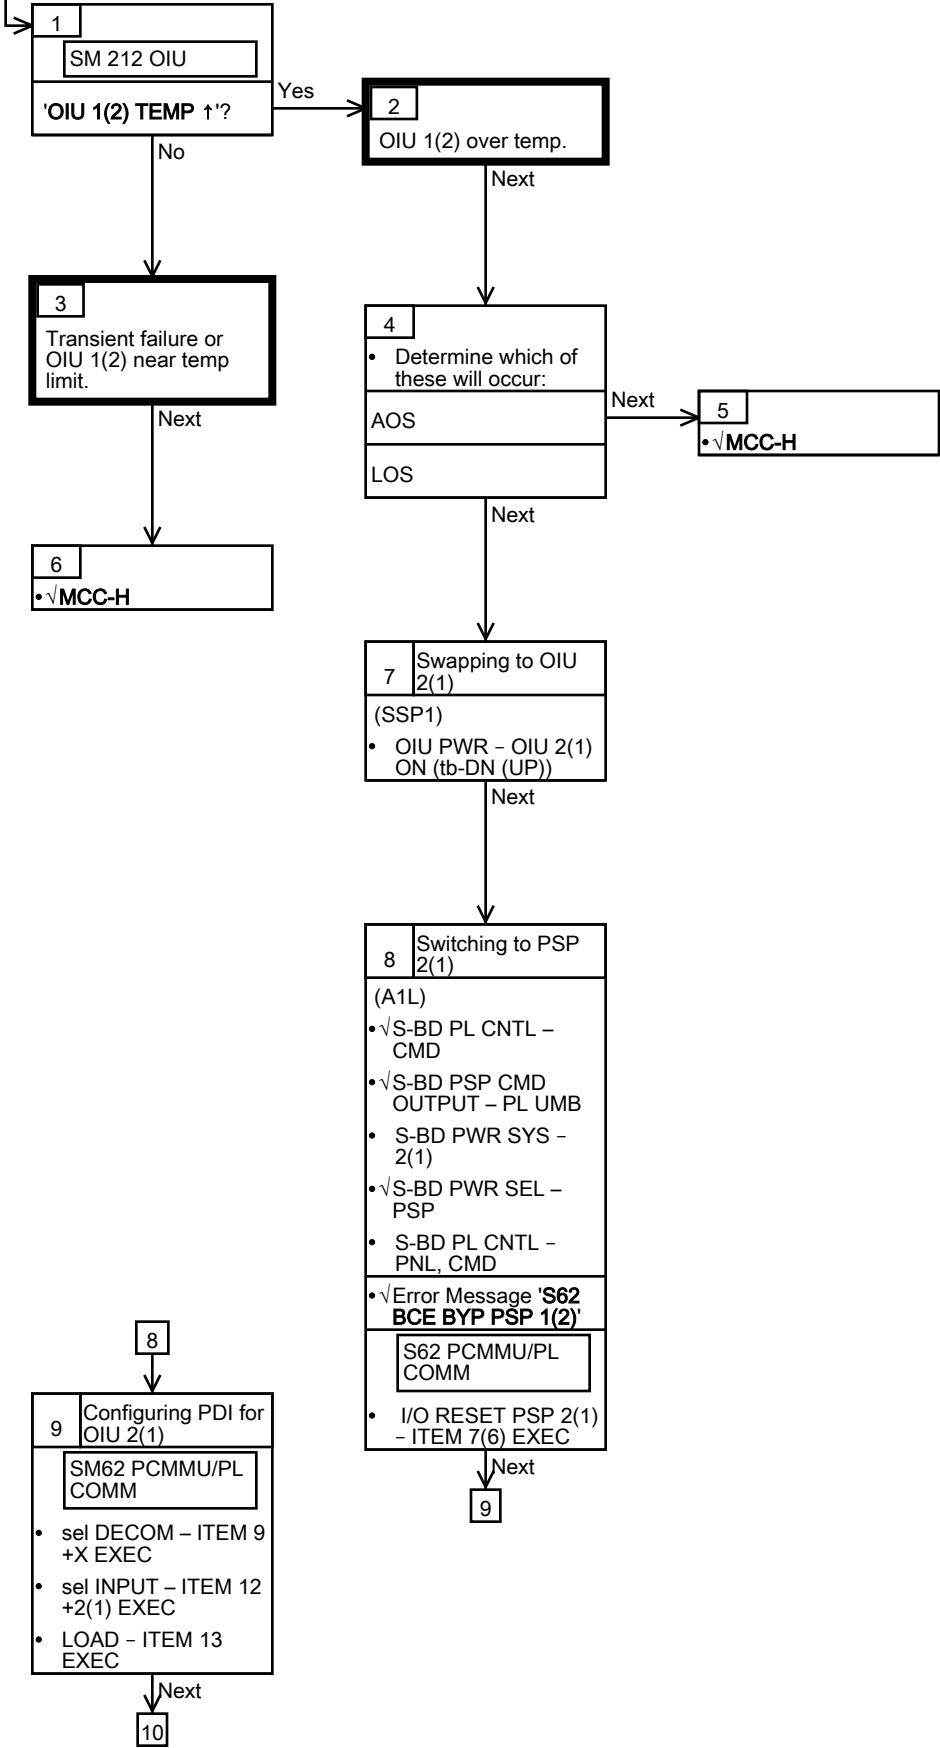 1
SM 212 OIU
'OIU 1(2) TEMP ↑'?
Yes
No
2
OIU 1(2) over temp.
Next
3
Transient failure or
OIU 1(2) near temp
limit.
Next
4
• Determine which of
these will occur:
AOS
LOS
Next
Next
5
• √MCC-H
6
• √MCC-H
7
Swapping to OIU
2(1)
(SSP1)
• OIU PWR – OIU 2(1)
ON (tb-DN (UP))
Next
8
Switching to PSP
2(1)
(A1L)
• √S-BD PL CNTL –
CMD
• √S-BD PSP CMD
OUTPUT – PL UMB
• S-BD PWR SYS –
2(1)
• √S-BD PWR SEL –
PSP
• S-BD PL CNTL –
PNL, CMD
• √Error Message 'S62
BCE BYP PSP 1(2)'
S62 PCMMU/PL
COMM
• I/O RESET PSP 2(1)
– ITEM 7(6) EXEC
Next
9
8
9
Configuring PDI for
OIU 2(1)
SM62 PCMMU/PL
COMM
• sel DECOM – ITEM 9
+X EXEC
• sel INPUT – ITEM 12
+2(1) EXEC
• LOAD – ITEM 13
EXEC
Next
10